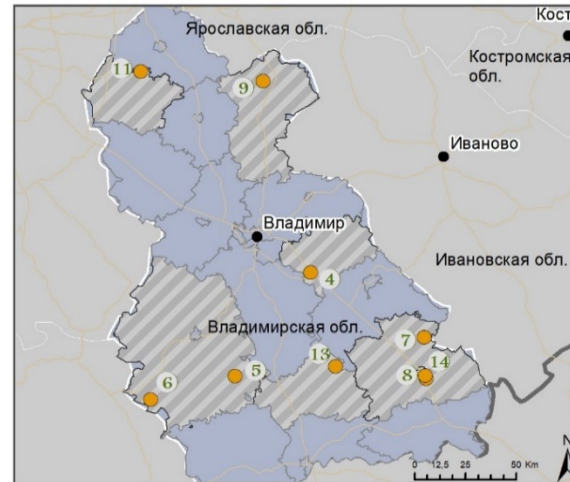 Ярославская обл.
Кост
Костромская
обл.
11
9
Иваново
Владимир
4
Ивановская обл.
Владимирская обл.
7
13
14
8
5
6
N
0 12,5 25 50 Km